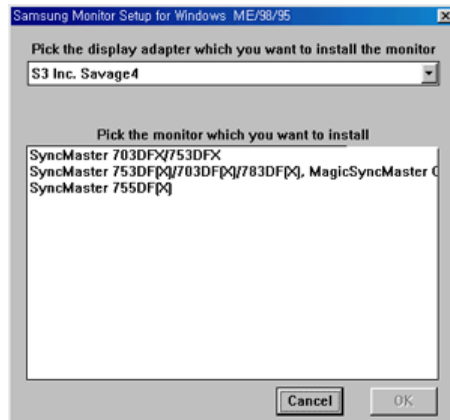 Samsung Monitor Setup for Windows  ME/98/95
Pick the display adapter which you want to install the monitor
S3 Inc. Savage4
Pick the monitor which you want to install
SyncMaster 703DFX/753DFX
SyncMaster 753DF[X]/703DF[X]/783DF[X], MagicSyncMaster C
SyncMaster 755DF[X]
Cancel
OK